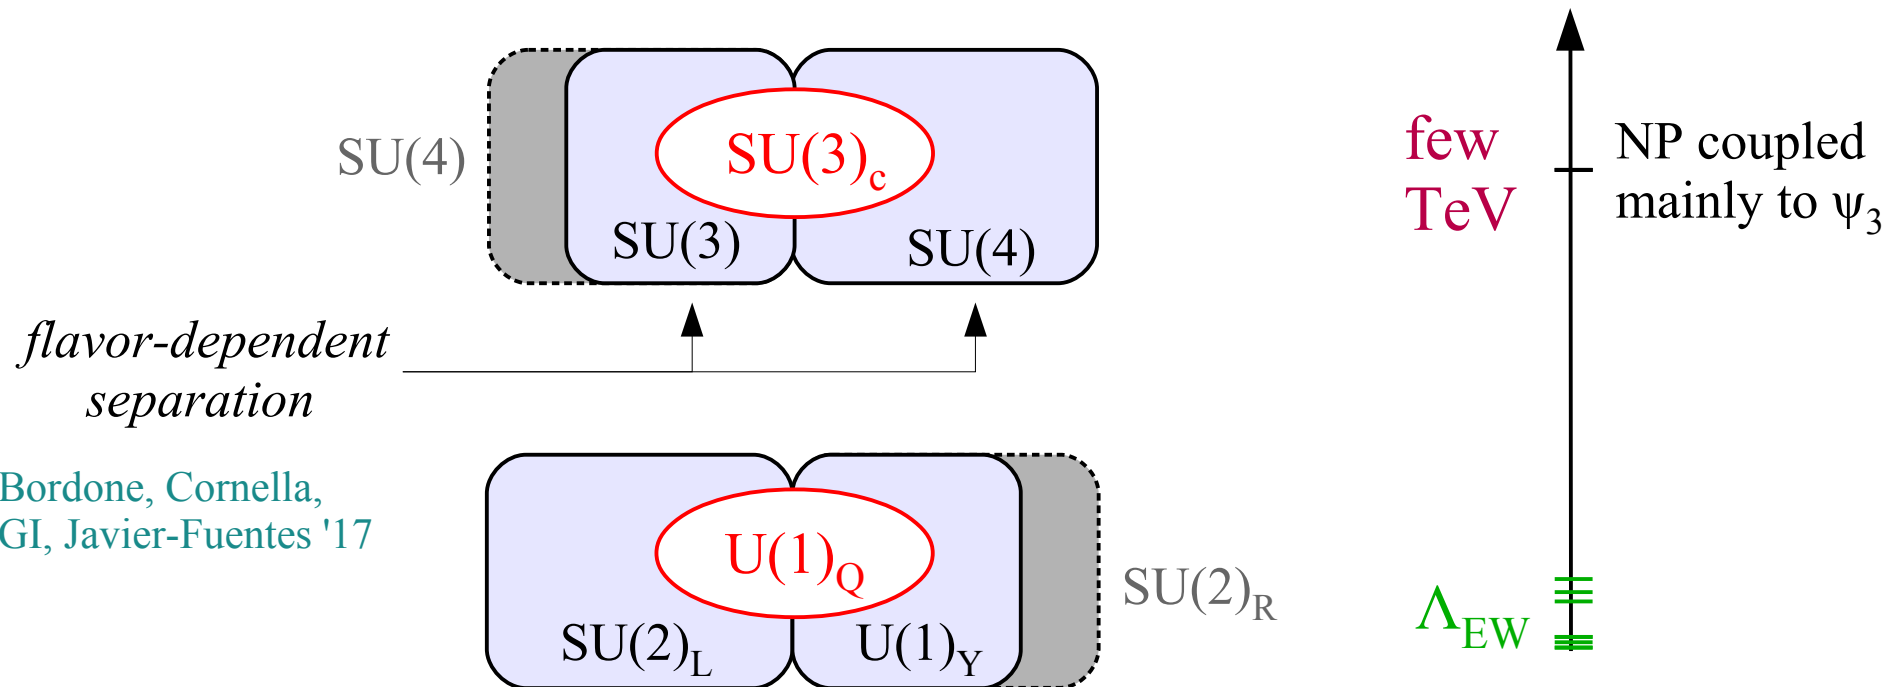 SU(4)
SU(3)c
SU(3)
SU(4)
few
TeV
NP coupled
mainly to ψ3
flavor-dependent
separation
Bordone, Cornella,
GI, Javier-Fuentes '17
U(1)Q
SU(2)L
U(1)Y
SU(2)R
ΛEW